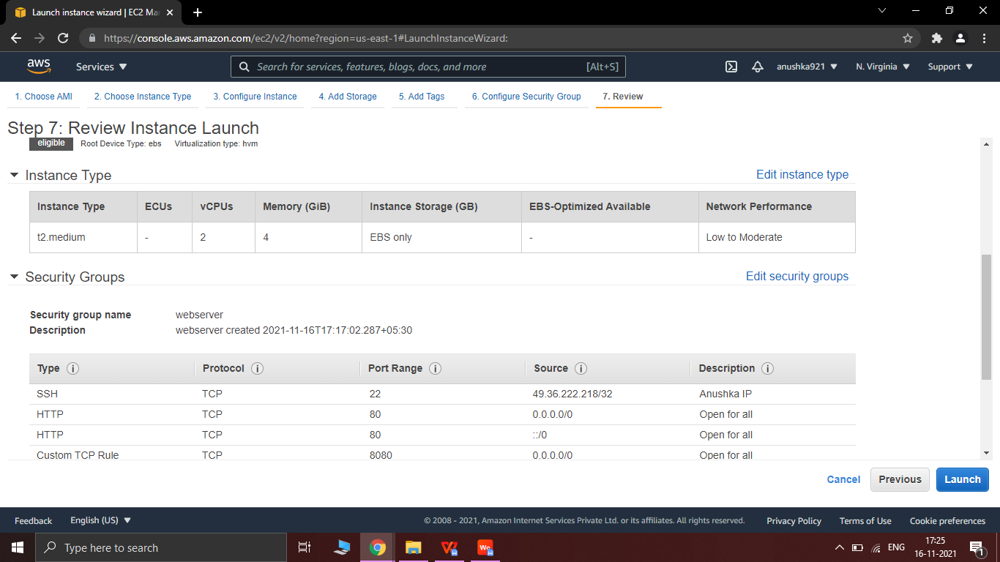 Launch instance wizard | EC2 Ma
https://console.aws.amazon.com/ec2/v2/home?region=us-east-1#LaunchInstanceWizard:
aws Services Search for services, features, blogs, docs, and more [Alt+S] anushka921 N. Virginia Support
1. Choose AMI 2. Choose Instance Type 3. Configure Instance 4. Add Storage 5. Add Tags 6. Configure Security Group 7. Review
Step 7: Review Instance Launch
eligible Root Device Type: ebs Virtualization type: hvm
Instance Type Edit instance type
Instance Type ECUs vCPUs Memory (GiB) Instance Storage (GB) EBS-Optimized Available Network Performance
t2.medium - 2 4 EBS only - Low to Moderate
Security Groups Edit security groups
Security group name webserver
Description webserver created 2021-11-16T17:17:02.287+05:30
Type i Protocol i Port Range i Source i Description i
SSH TCP 22 49.36.222.218/32 Anushka IP
HTTP TCP 80 0.0.0.0/0 Open for all
HTTP TCP 80 ::/0 Open for all
Custom TCP Rule TCP 8080 0.0.0.0/0 Open for all
Cancel Previous Launch
Feedback English (US) © 2008 - 2021, Amazon Internet Services Private Ltd. or its affiliates. All rights reserved. Privacy Policy Terms of Use Cookie preferences
Type here to search ENG 17:25
16-11-2021 1